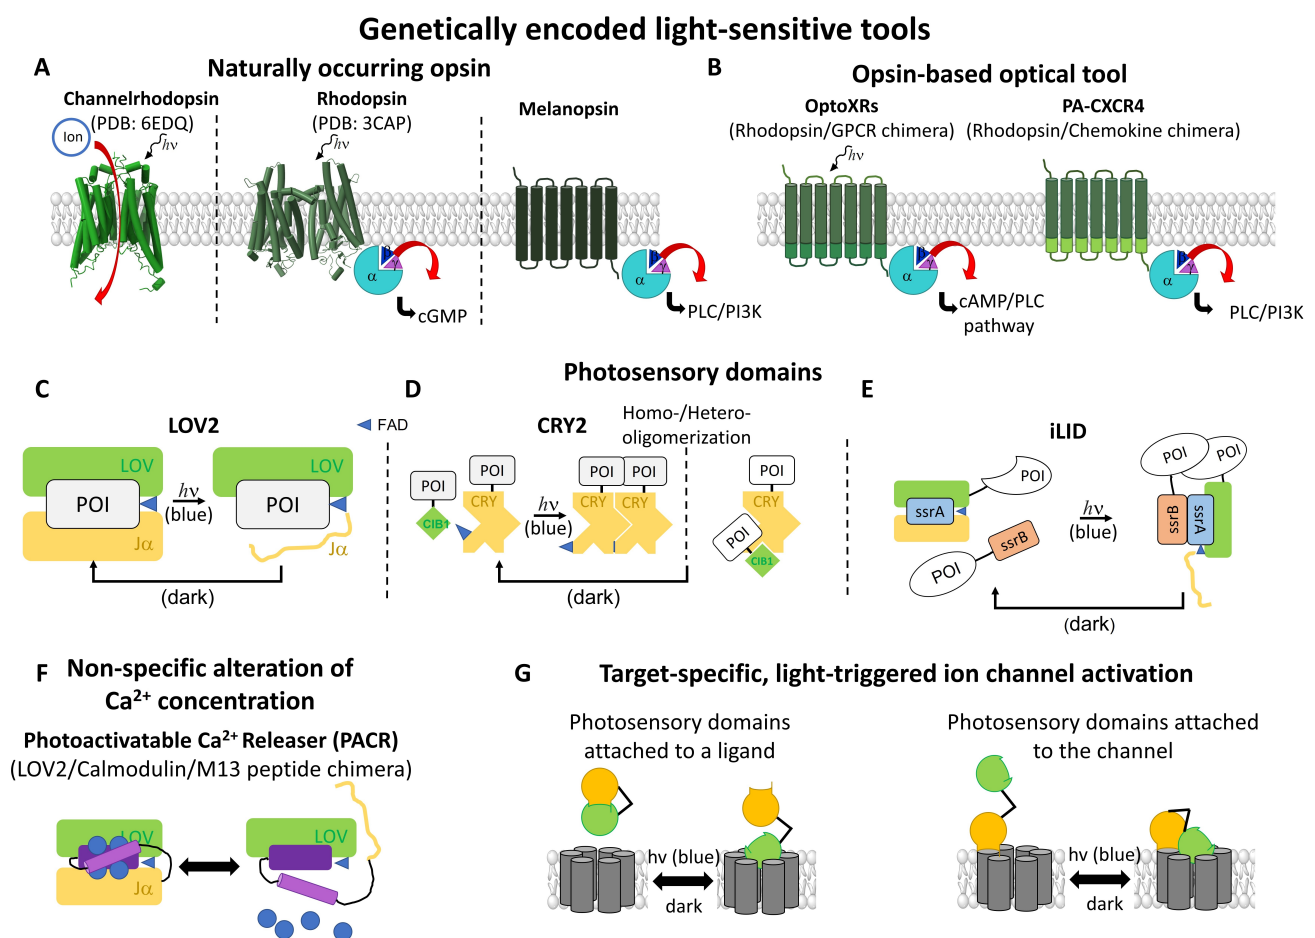 Genetically encoded light-sensitive tools
A
Naturally occurring opsin
Channelrhodopsin
(PDB: 6EDQ)
Ion
hν
Rhodopsin
(PDB: 3CAP)
hν
α
β
γ
cGMP
Melanopsin
α
β
γ
PLC/PI3K
B
Opsin-based optical tool
OptoXRs
(Rhodopsin/GPCR chimera)
hν
α
β
γ
cAMP/PLC
pathway
PA-CXCR4
(Rhodopsin/Chemokine chimera)
α
β
γ
PLC/PI3K
Photosensory domains
C
LOV2
FAD
LOV
POI
hν
(blue)
LOV
POI
Jα
(dark)
D
CRY2
Homo-/Hetero-
oligomerization
POI
CIB1
POI
CRY
hν
(blue)
POI
POI
CRY
CRY
POI
CRY
POI
CIB1
(dark)
E
iLID
ssrA
POI
POI
ssrB
hν
(blue)
POI
POI
ssrB
ssrA
(dark)
F
Non-specific alteration of
Ca2+ concentration
Photoactivatable Ca2+ Releaser (PACR)
(LOV2/Calmodulin/M13 peptide chimera)
LOV
Jα
LOV
G
Target-specific, light-triggered ion channel activation
Photosensory domains
attached to a ligand
hν (blue)
dark
Photosensory domains attached
to the channel
hν (blue)
dark